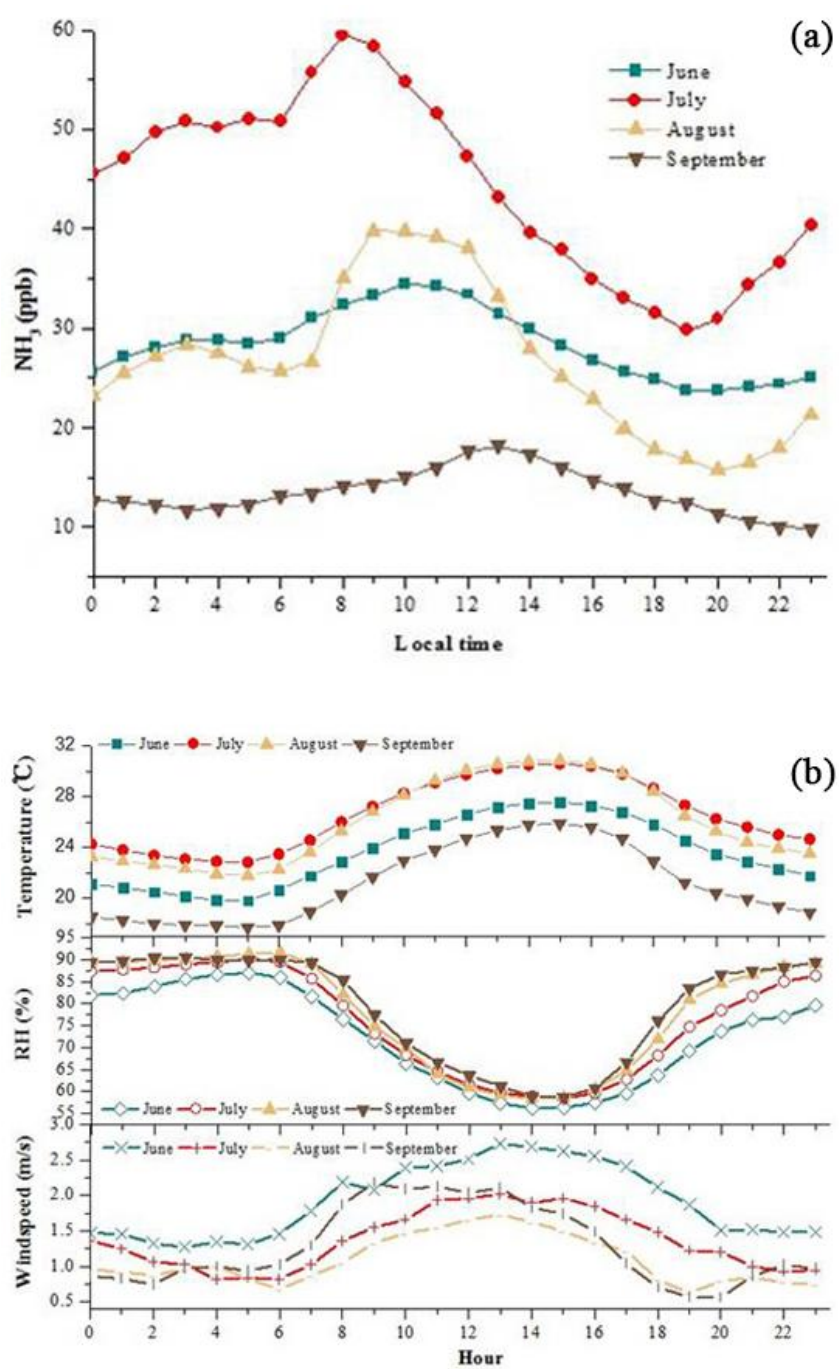 (a)
June
July
August
September
NH₃ (ppb)
60
50
40
30
20
10
0 2 4 6 8 10 12 14 16 18 20 22
Local time
(b)
June July August September
Temperature (℃)
32
28
24
20
95
90
85
80
75
70
65
60
55
RH (%)
June July August September
3.0
2.5
2.0
1.5
1.0
0.5
Windspeed (m/s)
June July August September
0 2 4 6 8 10 12 14 16 18 20 22
Hour